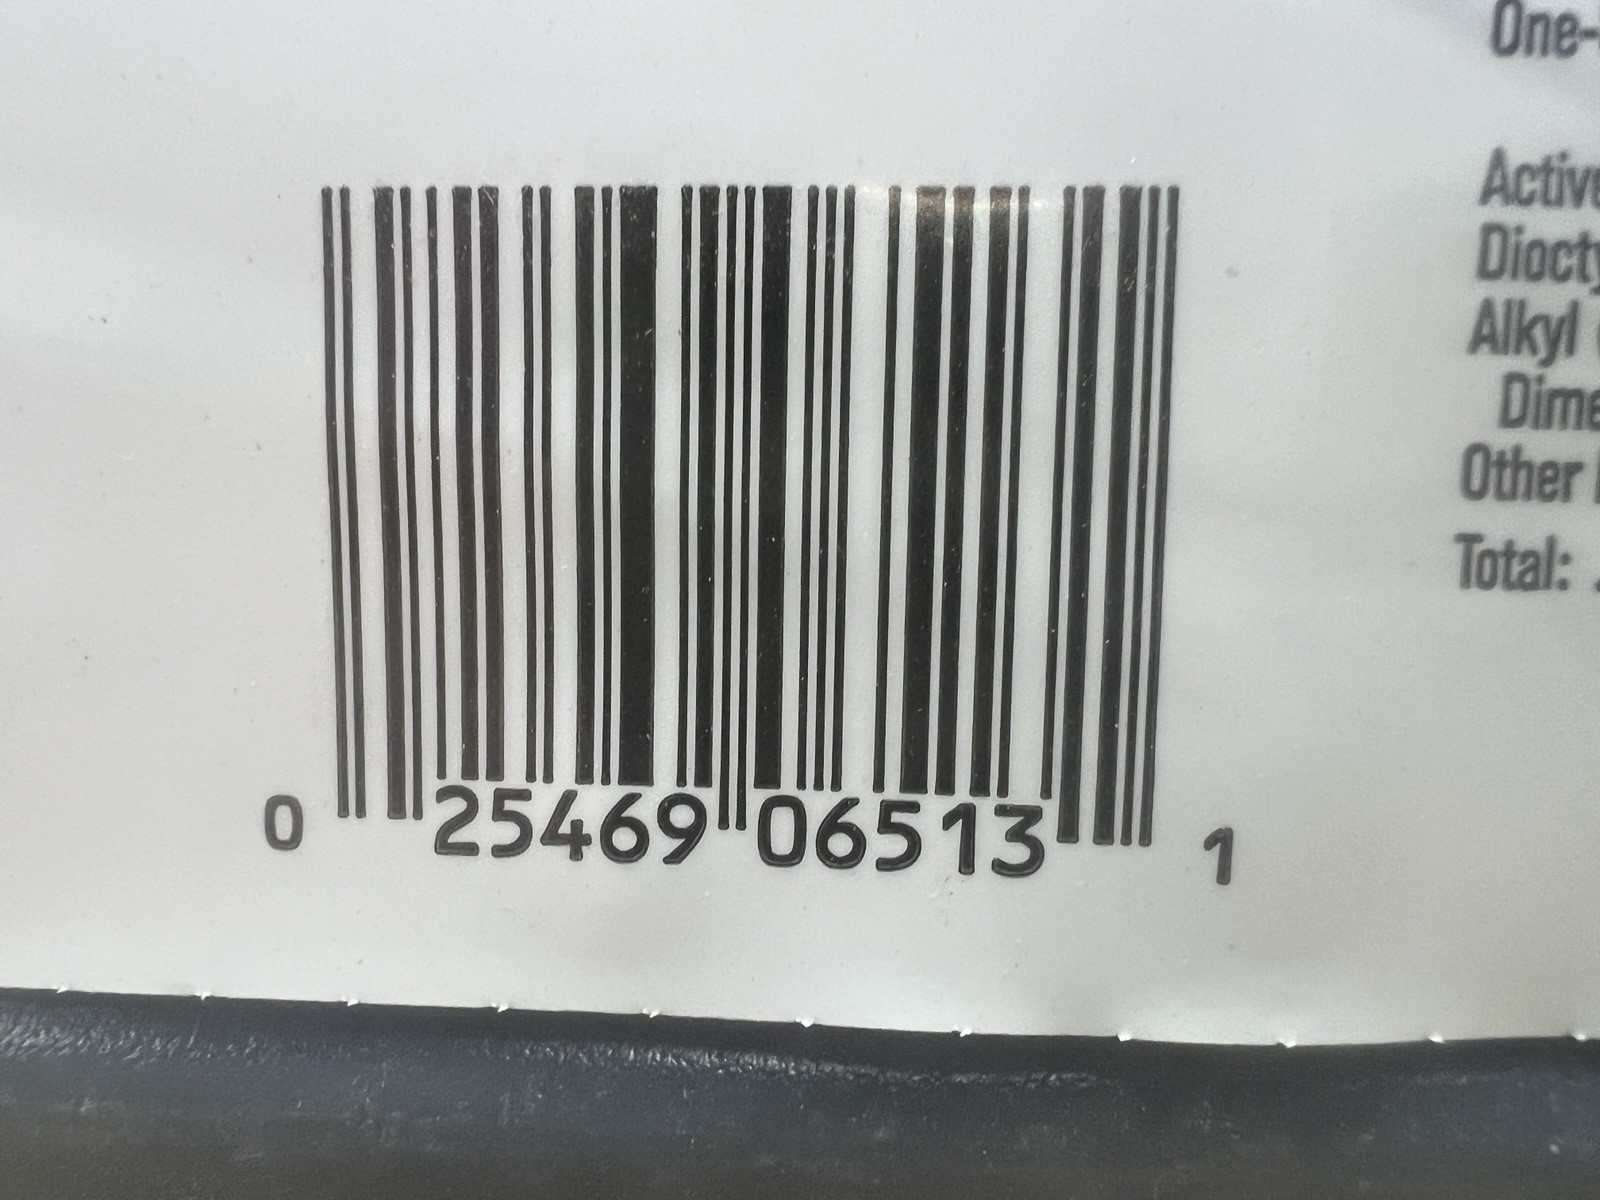 One-
Active
Diocty
Alkyl
Dime
Other
Total:
0 25469 06513 1